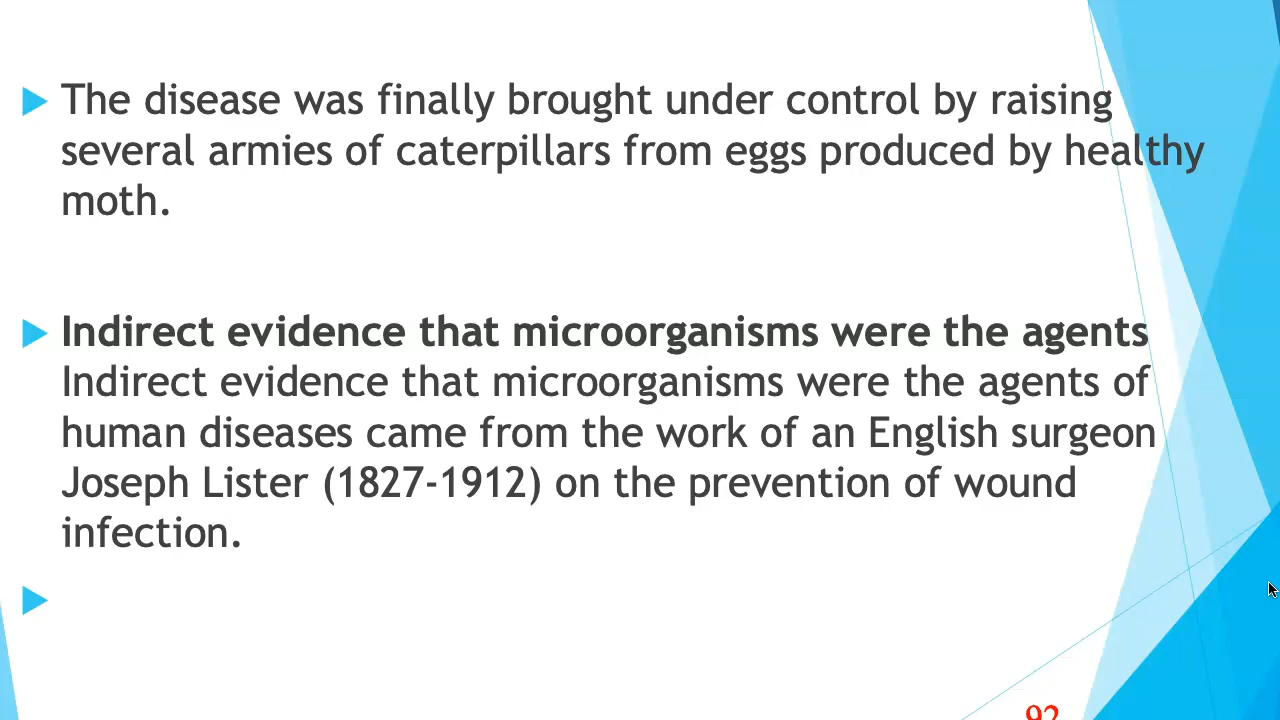 The disease was finally brought under control by raising
several armies of caterpillars from eggs produced by healthy
moth.
Indirect evidence that microorganisms were the agents
Indirect evidence that microorganisms were the agents of
human diseases came from the work of an English surgeon
Joseph Lister (1827-1912) on the prevention of wound
infection.
92